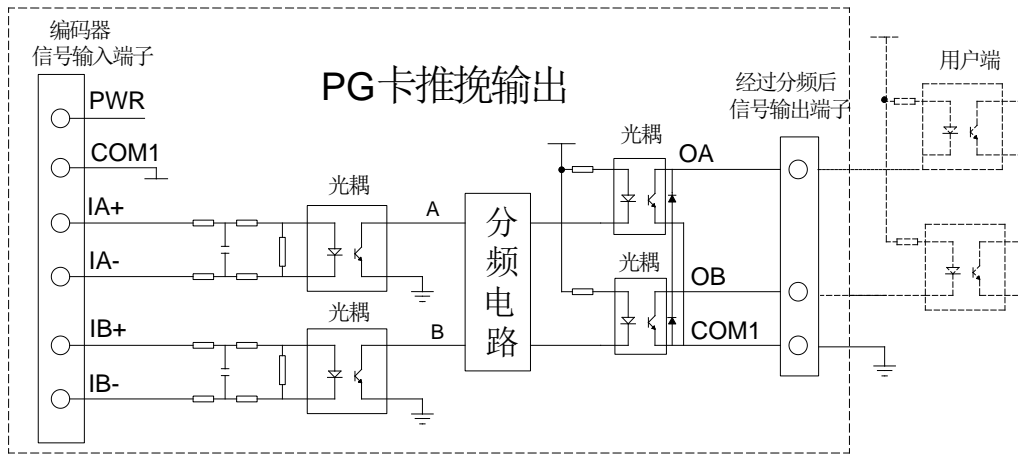 编码器
信号输入端子
PWR
COM1
IA+
IA-
IB+
IB-
PG卡推挽输出
光耦
光耦
A
B
分频电路
光耦
光耦
OA
OB
COM1
经过分频后
信号输出端子
用户端